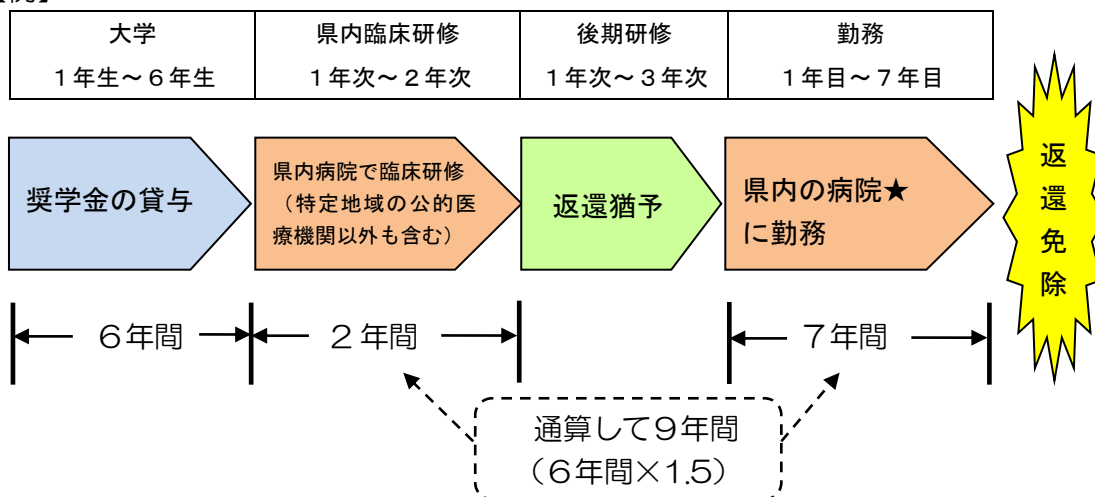 大学
1年生~6年生
県内臨床研修
1年次~2年次
後期研修
1年次~3年次
勤務
1年目~7年目
奨学金の貸与
県内病院で臨床研修
(特定地域の公的医
療機関以外も含む)
返還猶予
県内の病院★
に勤務
返還免除
6年間
2年間
7年間
通算して9年間
(6年間×1.5)